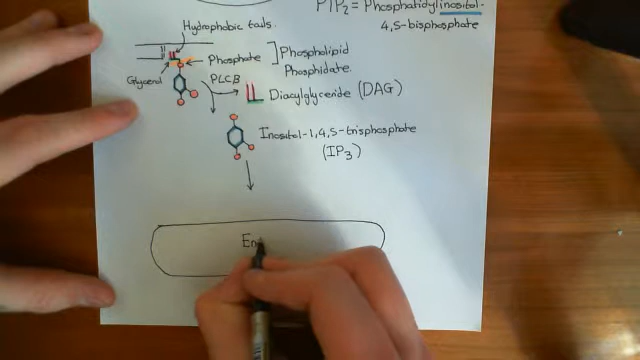 PIP2 = Phosphatidylinositol-
4,5-bisphosphate
Hydrophobic tails.
Phosphate
Phospholipid
Phosphidate.
Glycerol
PLCB
Diacylglyceride (DAG)
Inositol-1,4,5-trisphosphate
(IP3)
En